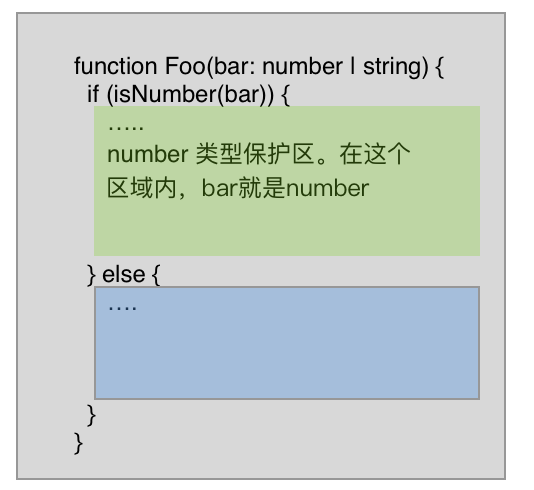 function Foo(bar: number | string) {
if (isNumber(bar)) {
.....
number 类型保护区。在这个
区域内，bar就是number
} else {
....
}
}